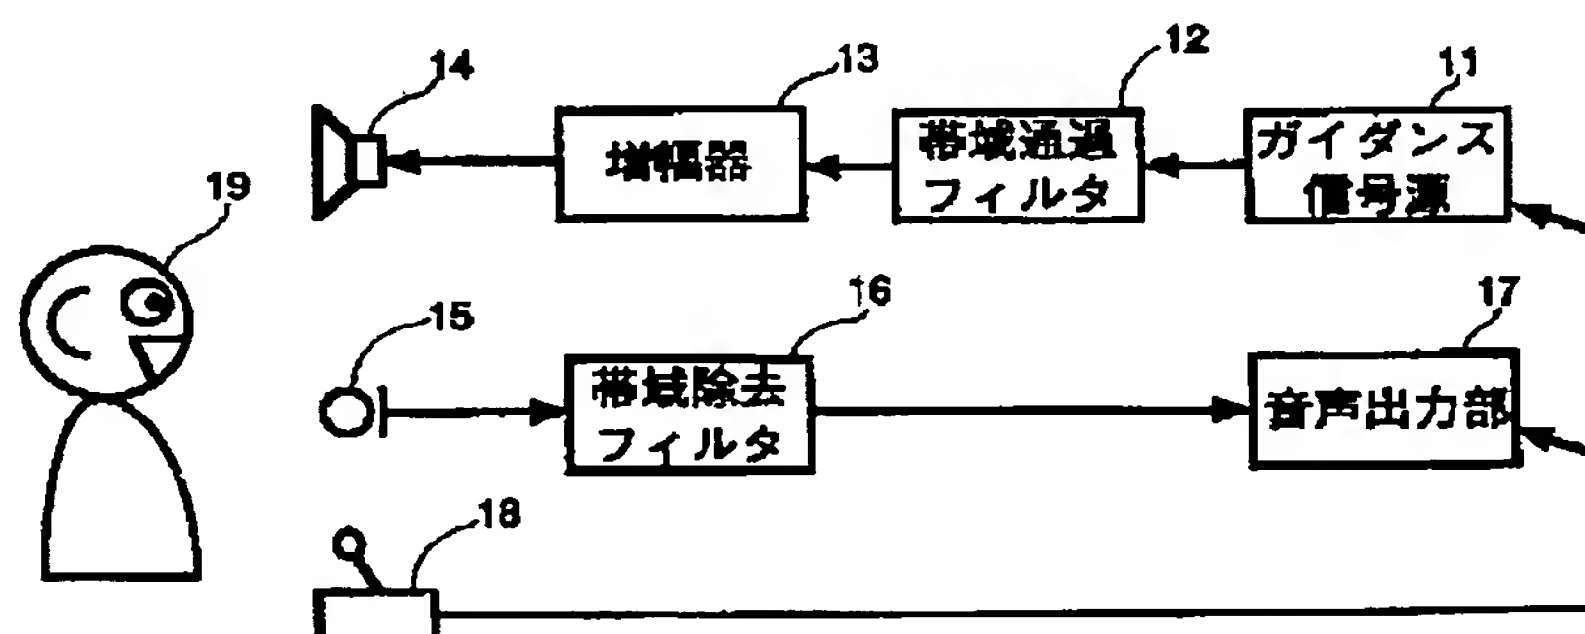 14
13
12
11
増幅器
帯域通過
フィルタ
ガイダンス
信号源
19
15
16
17
帯域除去
フィルタ
音声出力部
18